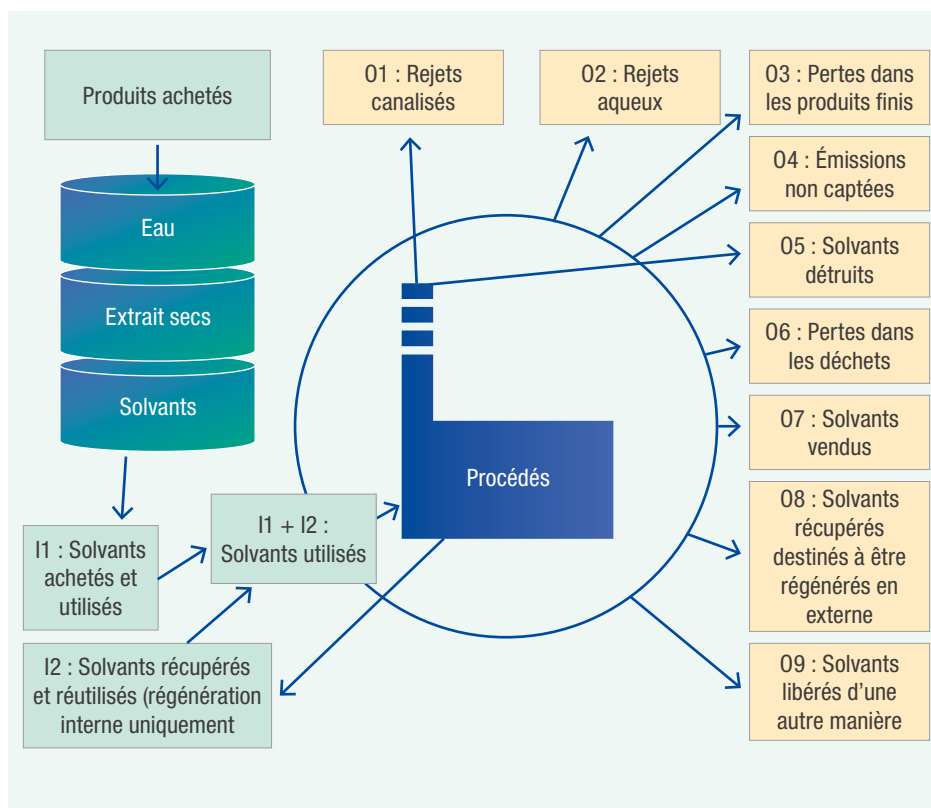 Produits achetés
Eau
Extrait secs
Solvants
I1 : Solvants
achetés et
utilisés
I2 : Solvants récupérés
et réutilisés (régénération
interne uniquement
I1 + I2 :
Solvants utilisés
Procédés
O1 : Rejets
canalisés
O2 : Rejets
aqueux
O3 : Pertes dans
les produits finis
O4 : Émissions
non captées
O5 : Solvants
détruits
O6 : Pertes dans
les déchets
O7 : Solvants
vendus
O8 : Solvants
récupérés
destinés à être
régénérés en
externe
O9 : Solvants
libérés d’une
autre manière